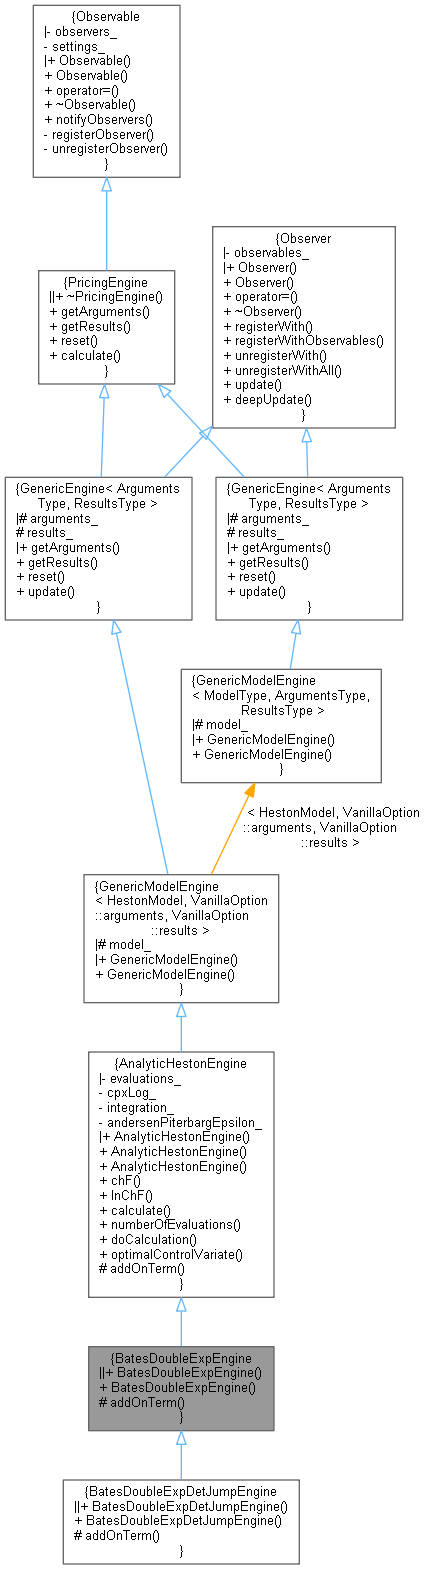 {Observable
|- observers_
- settings_
|+ Observable()
+ Observable()
+ operator=()
+ ~Observable()
+ notifyObservers()
- registerObserver()
- unregisterObserver()
}
{Observer
|- observables_
|+ Observer()
+ Observer()
+ operator=()
+ ~Observer()
+ registerWith()
+ registerWithObservables()
+ unregisterWith()
+ unregisterWithAll()
+ update()
+ deepUpdate()
}
{PricingEngine
||+ ~PricingEngine()
+ getArguments()
+ getResults()
+ reset()
+ calculate()
}
{GenericEngine< Arguments
Type, ResultsType >
|# arguments_
# results_
|+ getArguments()
+ getResults()
+ reset()
+ update()
}
{GenericEngine< Arguments
Type, ResultsType >
|# arguments_
# results_
|+ getArguments()
+ getResults()
+ reset()
+ update()
}
{GenericModelEngine
< ModelType, ArgumentsType,
ResultsType >
|# model_
|+ GenericModelEngine()
+ GenericModelEngine()
}
< HestonModel, VanillaOption
::arguments, VanillaOption
::results >
{GenericModelEngine
< HestonModel, VanillaOption
::arguments, VanillaOption
::results >
|# model_
|+ GenericModelEngine()
+ GenericModelEngine()
}
{AnalyticHestonEngine
|- evaluations_
- cpxLog_
- integration_
- andersenPiterbargEpsilon_
|+ AnalyticHestonEngine()
+ AnalyticHestonEngine()
+ AnalyticHestonEngine()
+ chF()
+ lnChF()
+ calculate()
+ numberOfEvaluations()
+ doCalculation()
+ optimalControlVariate()
# addOnTerm()
}
{BatesDoubleExpEngine
||+ BatesDoubleExpEngine()
+ BatesDoubleExpEngine()
# addOnTerm()
}
{BatesDoubleExpDetJumpEngine
||+ BatesDoubleExpDetJumpEngine()
+ BatesDoubleExpDetJumpEngine()
# addOnTerm()
}